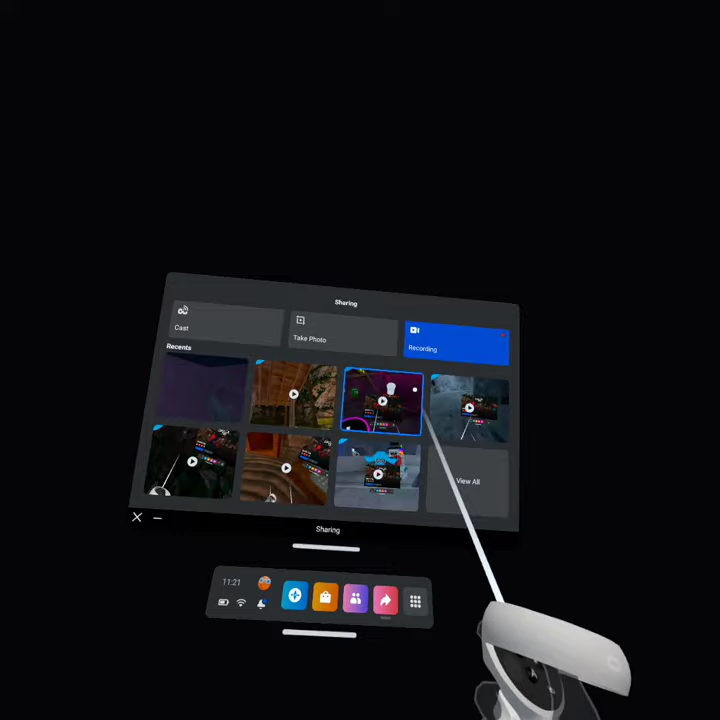 Sharing
Cast
Take Photo
Recording
Recents
View All
Sharing
11:21